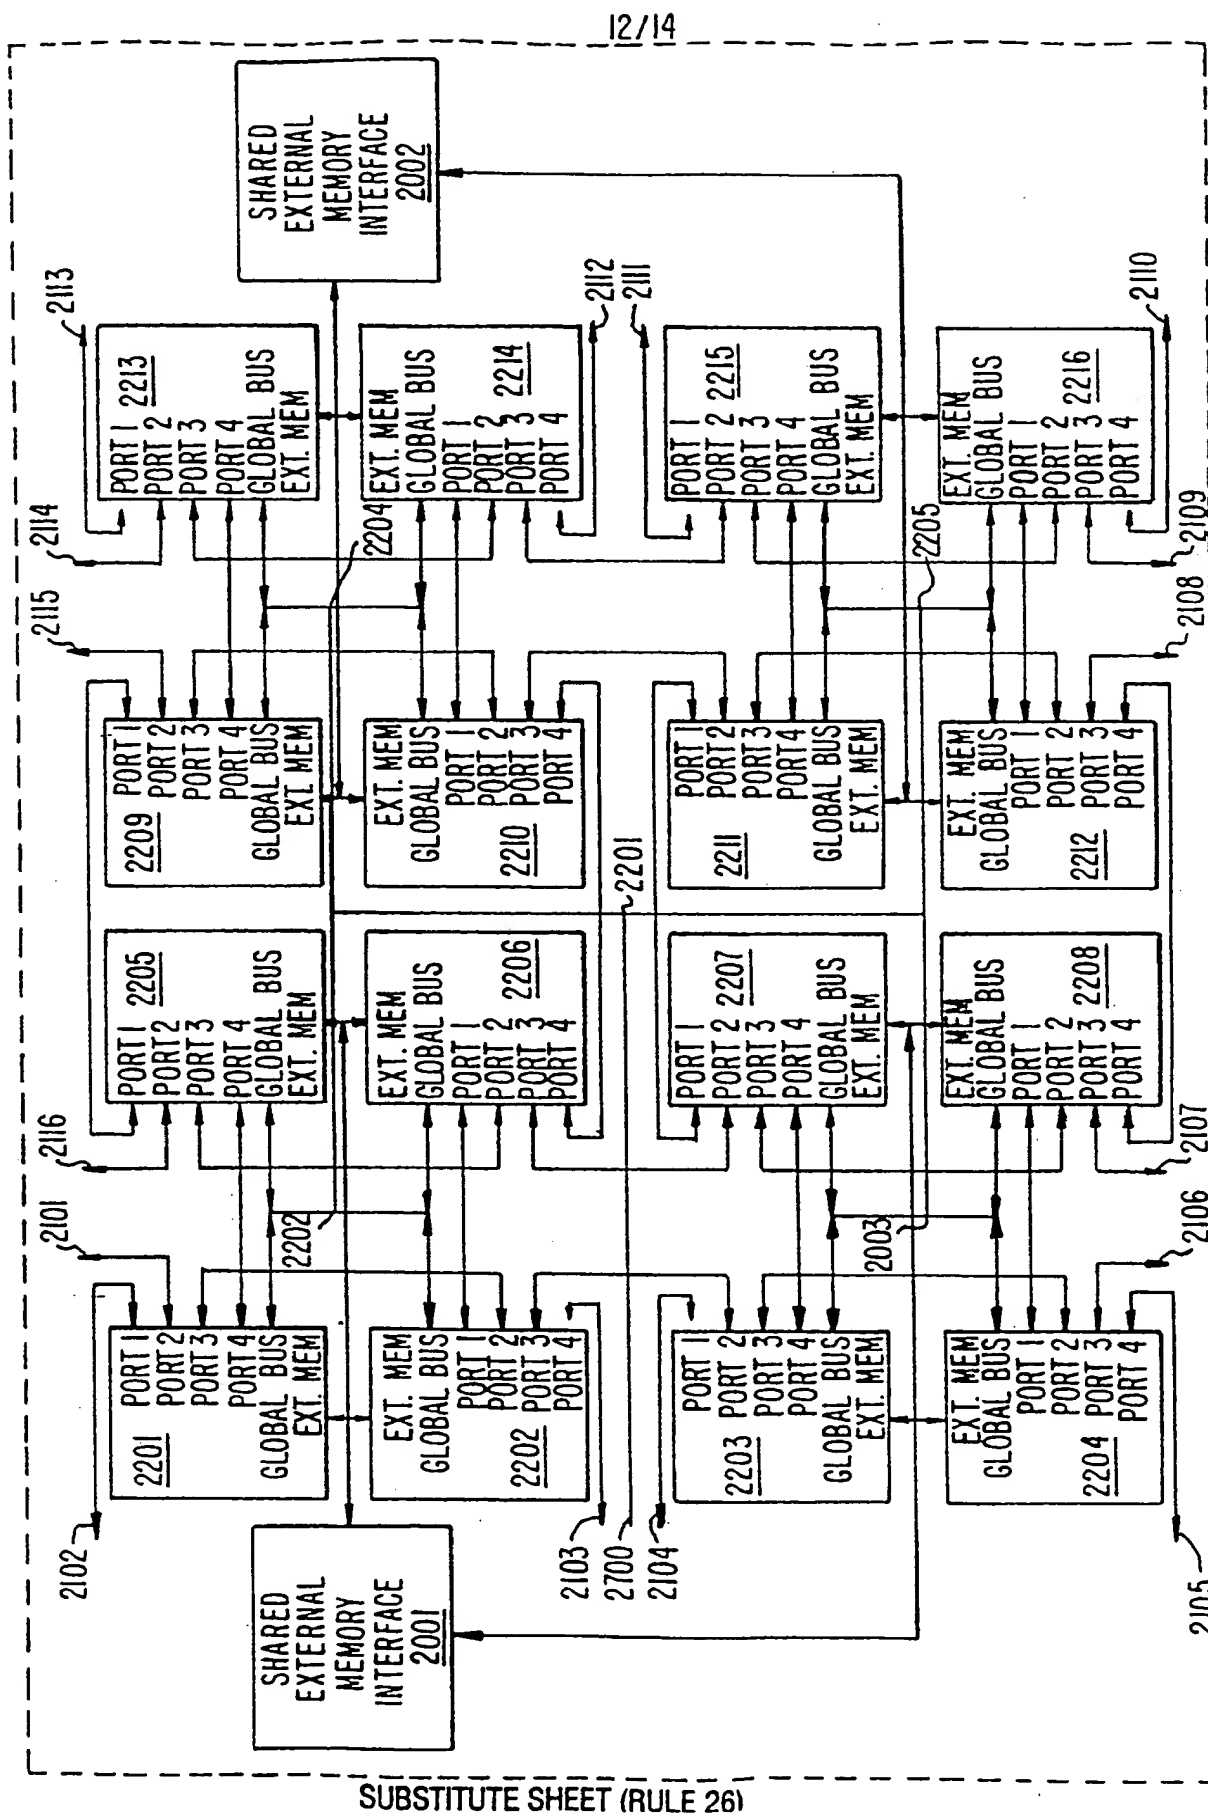 12/14
SHARED
EXTERNAL
MEMORY
INTERFACE
2002
2113
2114
2112
2111
2110
2109
2213
PORT 1
PORT 2
PORT 3
PORT 4
GLOBAL BUS
EXT. MEM
2214
EXT. MEM
GLOBAL BUS
PORT 1
PORT 2
PORT 3
PORT 4
2215
PORT 1
PORT 2
PORT 3
PORT 4
GLOBAL BUS
EXT. MEM
2216
EXT. MEM
GLOBAL BUS
PORT 1
PORT 2
PORT 3
PORT 4
2204
2205
2115
2108
2209
PORT 1
PORT 2
PORT 3
PORT 4
GLOBAL BUS
EXT. MEM
2210
EXT. MEM
GLOBAL BUS
PORT 1
PORT 2
PORT 3
PORT 4
2211
PORT 1
PORT 2
PORT 3
PORT 4
GLOBAL BUS
EXT. MEM
2212
EXT. MEM
GLOBAL BUS
PORT 1
PORT 2
PORT 3
PORT 4
2201
2205
PORT 1
PORT 2
PORT 3
PORT 4
GLOBAL BUS
EXT. MEM
2206
EXT. MEM
GLOBAL BUS
PORT 1
PORT 2
PORT 3
PORT 4
2207
PORT 1
PORT 2
PORT 3
PORT 4
GLOBAL BUS
EXT. MEM
2208
EXT. MEM
GLOBAL BUS
PORT 1
PORT 2
PORT 3
PORT 4
2116
2101
2202
2003
2107
2106
2201
PORT 1
PORT 2
PORT 3
PORT 4
GLOBAL BUS
EXT. MEM
2202
EXT. MEM
GLOBAL BUS
PORT 1
PORT 2
PORT 3
PORT 4
2203
PORT 1
PORT 2
PORT 3
PORT 4
GLOBAL BUS
EXT. MEM
2204
EXT. MEM
GLOBAL BUS
PORT 1
PORT 2
PORT 3
PORT 4
2102
2103
2700
2104
2105
SHARED
EXTERNAL
MEMORY
INTERFACE
2001
SUBSTITUTE SHEET (RULE 26)